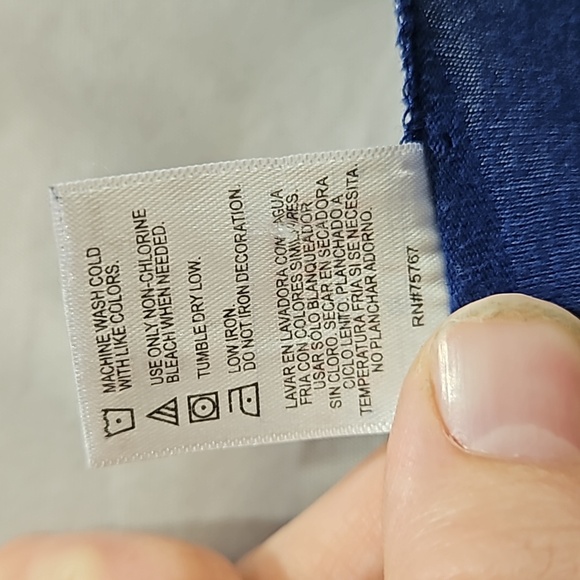 MACHINE WASH COLD
WITH LIKE COLORS.
USE ONLY NON-CHLORINE
BLEACH WHEN NEEDED.
TUMBLE DRY LOW.
LOW IRON.
DO NOT IRON DECORATION.
LAVAR EN LAVADORA CON AGUA
FRIA CON COLORES SIMILARES.
USAR SÓLO BLANQUEADOR
SIN CLORO. SECAR EN SECADORA
CICLO LENTO. PLANCHADO A
TEMPERATURA FRIA SI SE NECESITA.
NO PLANCHAR ADORNO.
RN#75767